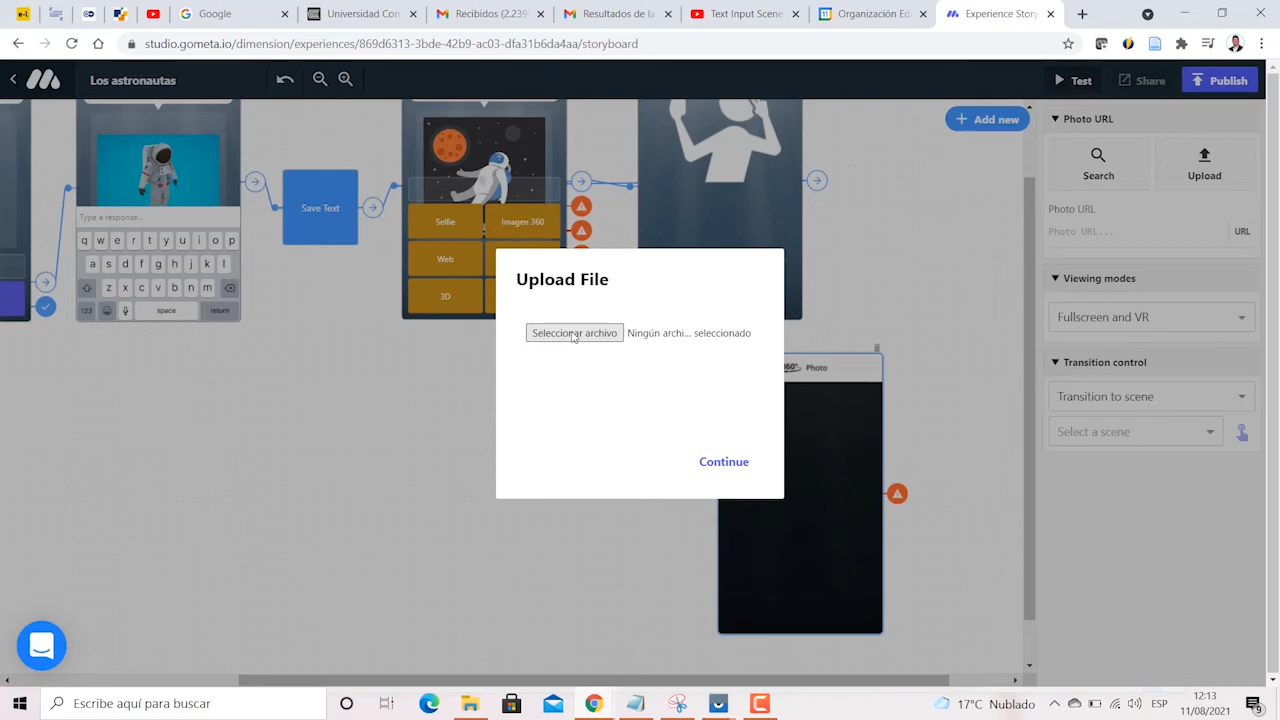 Google
Universidad Con
Recibidos (2.239
Resultados de la
Text Input Scene
Organización Ed
Experience Story
studio.gometa.io/dimension/experiences/869d63f3-3bde-42b9-ac03-dfa31b6da4aa/storyboard
Los astronautas
Test
Share
Publish
Add new
Photo URL
Search
Upload
Photo URL
Photo URL...
URL
Viewing modes
Fullscreen and VR
Transition control
Transition to scene
Select a scene
Type a response...
q w e r t y u i o p
a s d f g h j k l
z x c v b n m
123
space
return
Save Text
Selfie
Imagen 360
Web
3D
Upload File
Seleccionar archivo
Ningún archi... seleccionado
Continue
Photo
Escribe aquí para buscar
17°C Nublado
ESP
12:13
11/08/2021
9